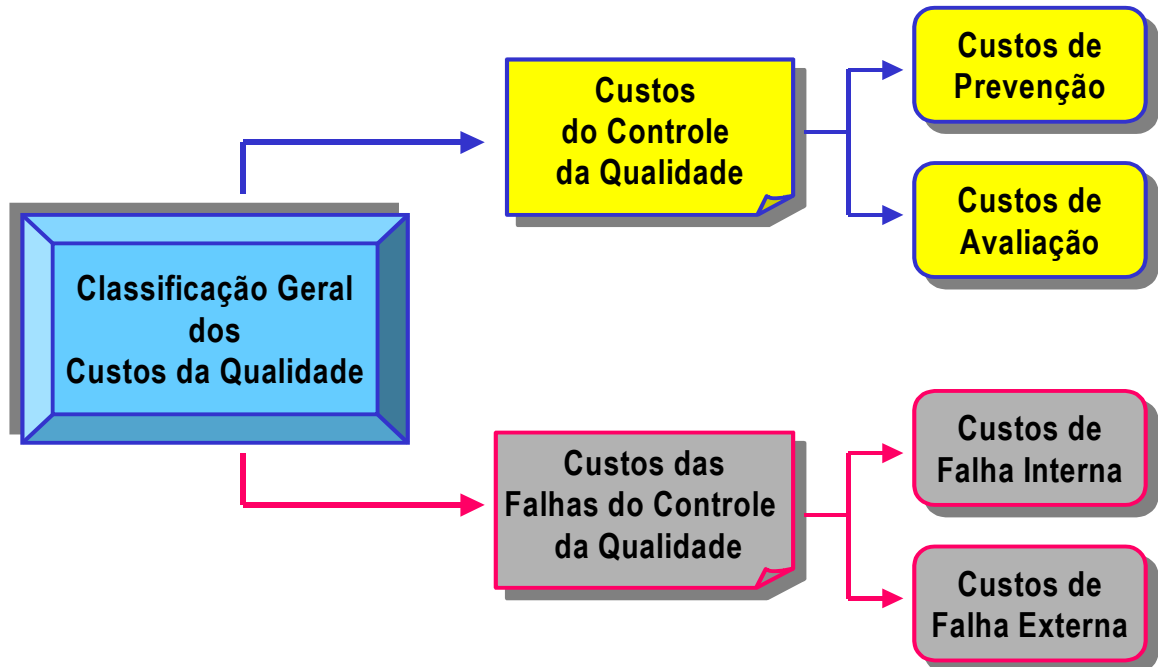 Classificação Geral
dos
Custos da Qualidade
Custos
do Controle
da Qualidade
Custos de
Prevenção
Custos de
Avaliação
Custos das
Falhas do Controle
da Qualidade
Custos de
Falha Interna
Custos de
Falha Externa